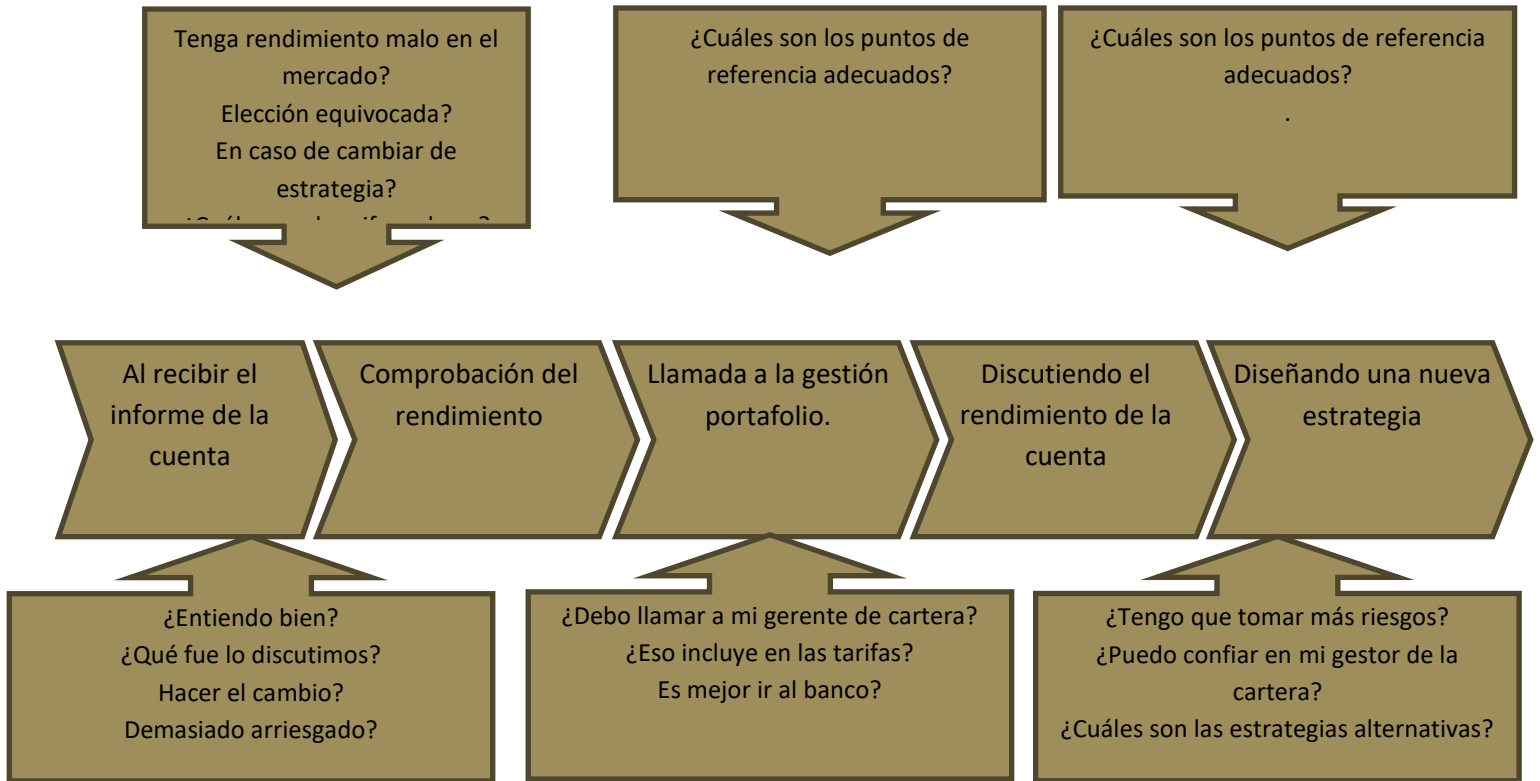 Tenga rendimiento malo en el
mercado?
Elección equivocada?
En caso de cambiar de
estrategia?
¿Cuáles son los puntos de
referencia adecuados?
¿Cuáles son los puntos de referencia
adecuados?
.
Al recibir el
informe de la
cuenta
Comprobación del
rendimiento
Llamada a la gestión
portafolio.
Discutiendo el
rendimiento de la
cuenta
Diseñando una nueva
estrategia
¿Entiendo bien?
¿Qué fue lo discutimos?
Hacer el cambio?
Demasiado arriesgado?
¿Debo llamar a mi gerente de cartera?
¿Eso incluye en las tarifas?
Es mejor ir al banco?
¿Tengo que tomar más riesgos?
¿Puedo confiar en mi gestor de la
cartera?
¿Cuáles son las estrategias alternativas?